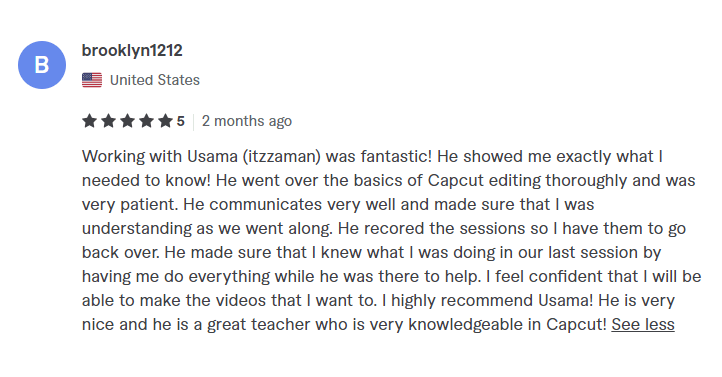 B
brooklyn1212
United States
★★★★★ 5 | 2 months ago
Working with Usama (itzzaman) was fantastic! He showed me exactly what I
needed to know! He went over the basics of Capcut editing thoroughly and was
very patient. He communicates very well and made sure that I was
understanding as we went along. He recored the sessions so I have them to go
back over. He made sure that I knew what I was doing in our last session by
having me do everything while he was there to help. I feel confident that I will be
able to make the videos that I want to. I highly recommend Usama! He is very
nice and he is a great teacher who is very knowledgeable in Capcut! See less